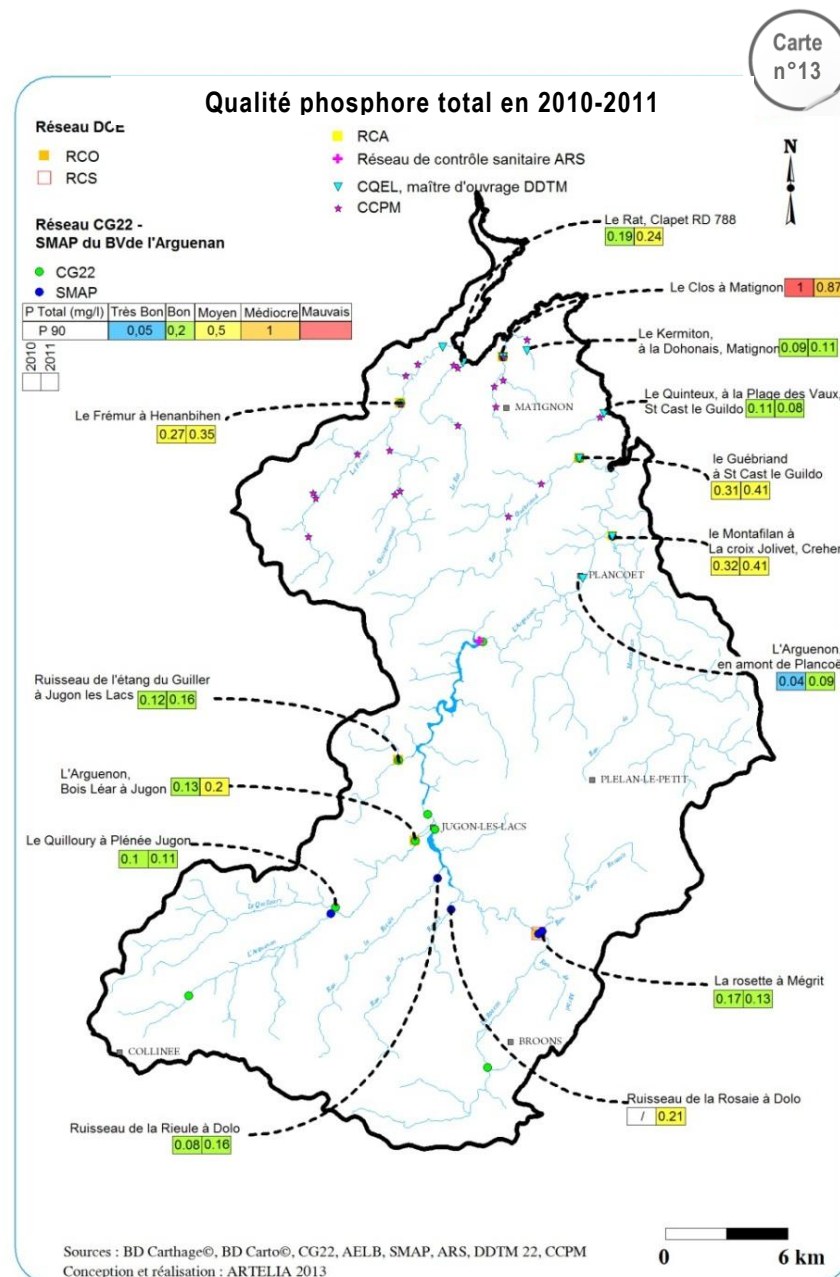 Carte
n°13
Qualité phosphore total en 2010-2011
Réseau DCE
RCO
RCS
RCA
Réseau de contrôle sanitaire ARS
CQEL, maître d'ouvrage DDTM
CCPM
Réseau CG22 -
SMAP du BVde l'Arguenan
CG22
SMAP
P Total (mg/l) Très Bon Bon Moyen Médiocre Mauvais
P 90 0,05 0,2 0,5 1
2010
2011
N
Le Rat, Clapet RD 788
0.19 0.24
Le Clos à Matignon 1 0.87
Le Kermiton,
à la Dohonais, Matignon 0.09 0.11
MATIGNON
Le Quinteux, à la Plage des Vaux,
St Cast le Guildo 0.11 0.08
Le Frémur à Henanbihen
0.27 0.35
le Guébriand
à St Cast le Guildo
0.31 0.41
le Montafilan à
La croix Jolivet, Crehen
0.32 0.41
PLANCOET
L'Arguenon
L'Arguenon,
en amont de Plancoë
0.04 0.09
Ruisseau de l'étang du Guiller
à Jugon les Lacs 0.12 0.16
PLELAN-LE-PETIT
L'Arguenon,
Bois Léar à Jugon 0.13 0.2
JUGON-LES-LACS
Le Quilloury à Plénée Jugon
0.1 0.11
Le Quilloury
L'Arguenon
La rosette à Mégrit
0.17 0.13
COLLINEE
BROONS
Ruisseau de la Rosaie à Dolo
/ 0.21
Ruisseau de la Rieule à Dolo
0.08 0.16
Sources : BD Carthage©, BD Carto©, CG22, AELB, SMAP, ARS, DDTM 22, CCPM
Conception et réalisation : ARTELIA 2013
0 6 km